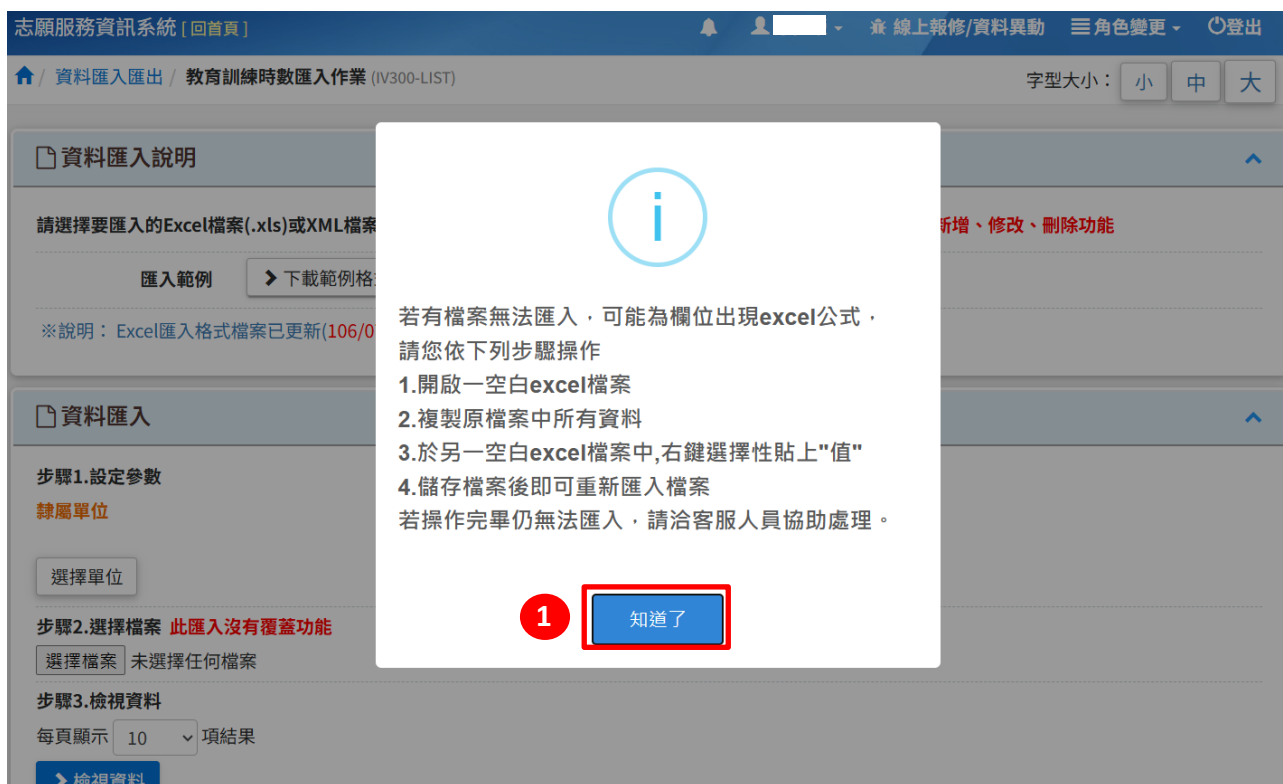 志願服務資訊系統 [ 回首頁 ]
線上報修/資料異動 角色變更 登出
/ 資料匯入匯出 / 教育訓練時數匯入作業 (IV300-LIST)
字型大小： 小 中 大
資料匯入說明
請選擇要匯入的Excel檔案(.xls)或XML檔案
新增、修改、刪除功能
匯入範例 下載範例格
※說明： Excel匯入格式檔案已更新(106/0
資料匯入
步驟1.設定參數
隸屬單位
選擇單位
步驟2.選擇檔案 此匯入沒有覆蓋功能
選擇檔案 未選擇任何檔案
步驟3.檢視資料
每頁顯示 10 項結果
檢視資料
i
若有檔案無法匯入，可能為欄位出現excel公式，
請您依下列步驟操作
1.開啟一空白excel檔案
2.複製原檔案中所有資料
3.於另一空白excel檔案中,右鍵選擇性貼上"值"
4.儲存檔案後即可重新匯入檔案
若操作完畢仍無法匯入，請洽客服人員協助處理。
1
知道了